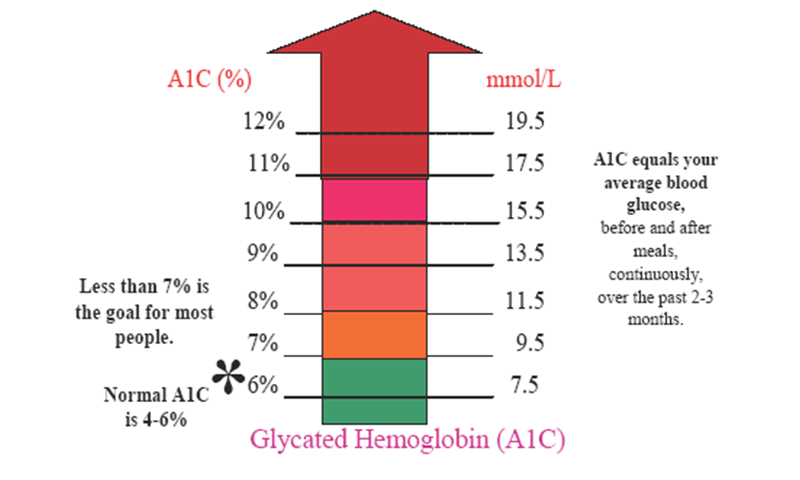 A1C (%) mmol/L
12% 19.5
11% 17.5
10% 15.5
9% 13.5
8% 11.5
7% 9.5
6% 7.5
Less than 7% is
the goal for most
people.
*
Normal A1C
is 4-6%
A1C equals your
average blood
glucose,
before and after
meals,
continuously,
over the past 2-3
months.
Glycated Hemoglobin (A1C)